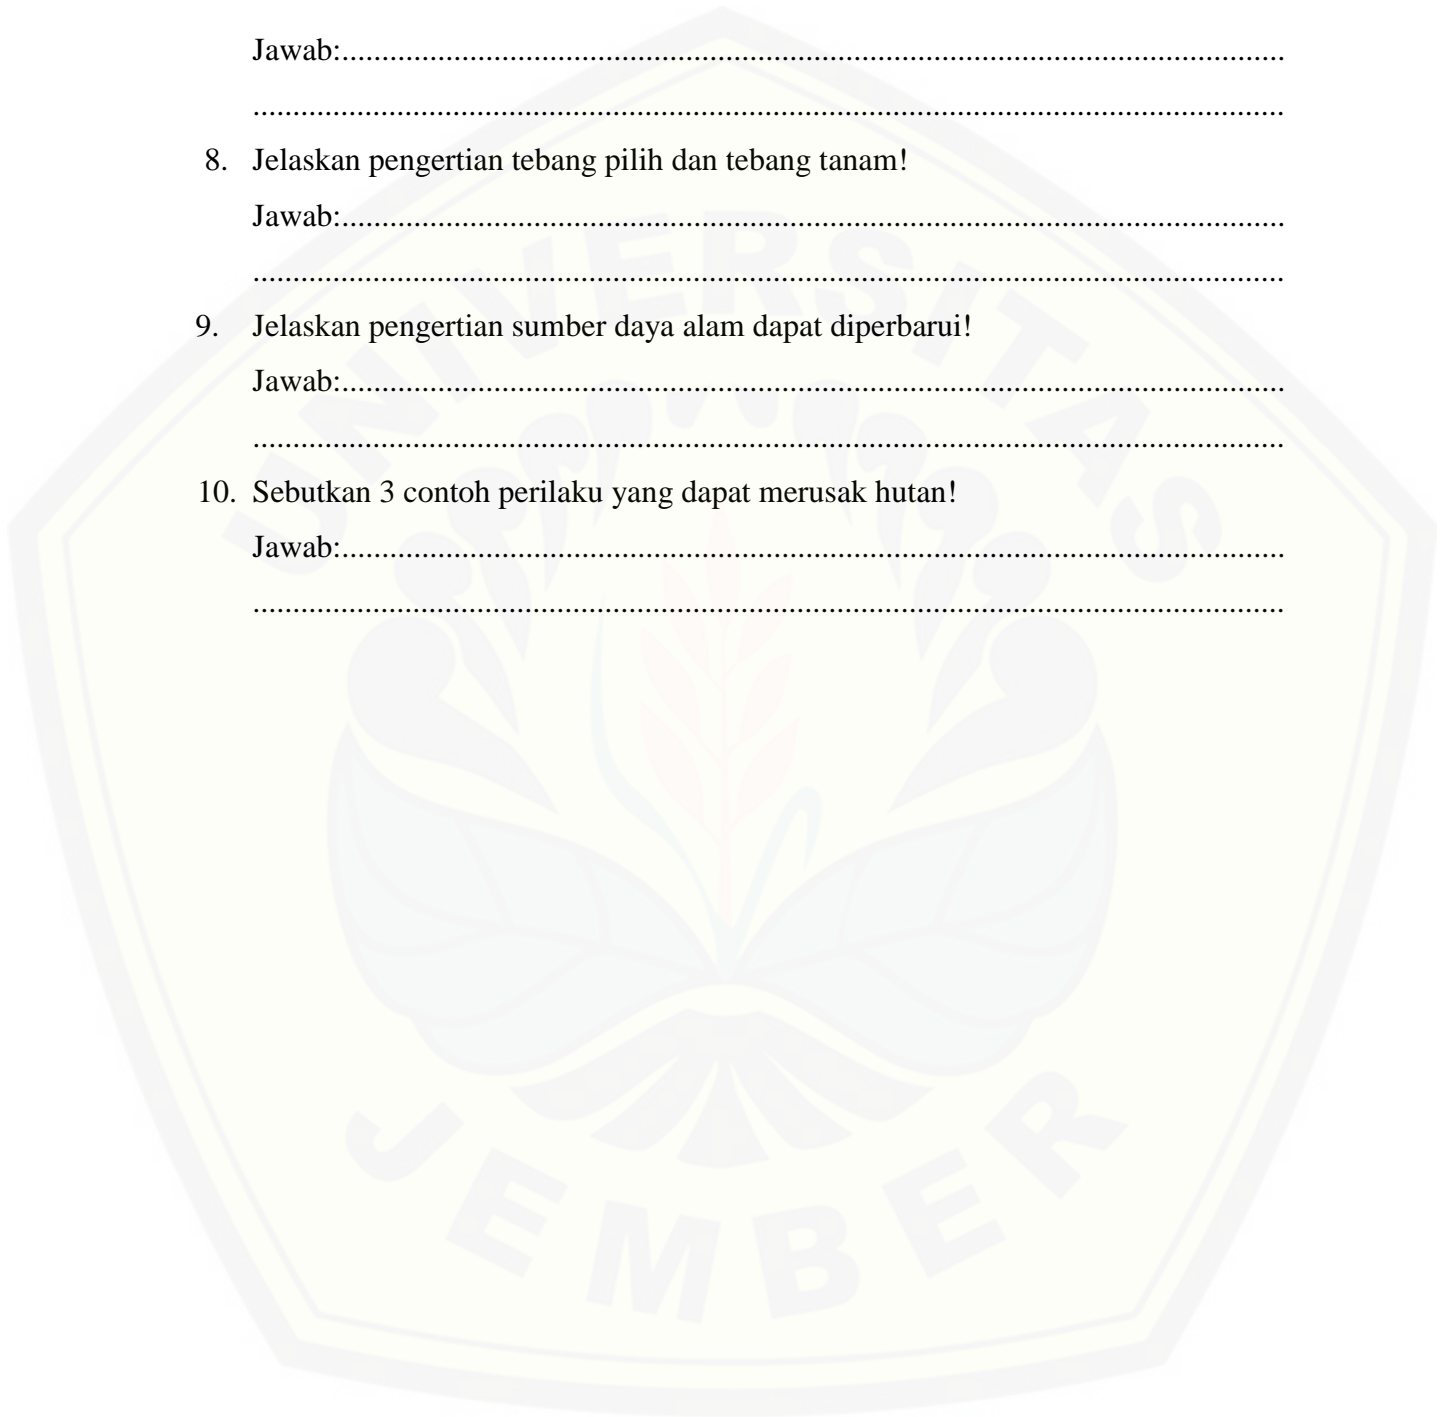 Jawab:......................................................................................................................
.................................................................................................................................
8. Jelaskan pengertian tebang pilih dan tebang tanam!
Jawab:......................................................................................................................
.................................................................................................................................
9. Jelaskan pengertian sumber daya alam dapat diperbarui!
Jawab:......................................................................................................................
.................................................................................................................................
10. Sebutkan 3 contoh perilaku yang dapat merusak hutan!
Jawab:......................................................................................................................
.................................................................................................................................
UNIVERSITAS
JEMBER